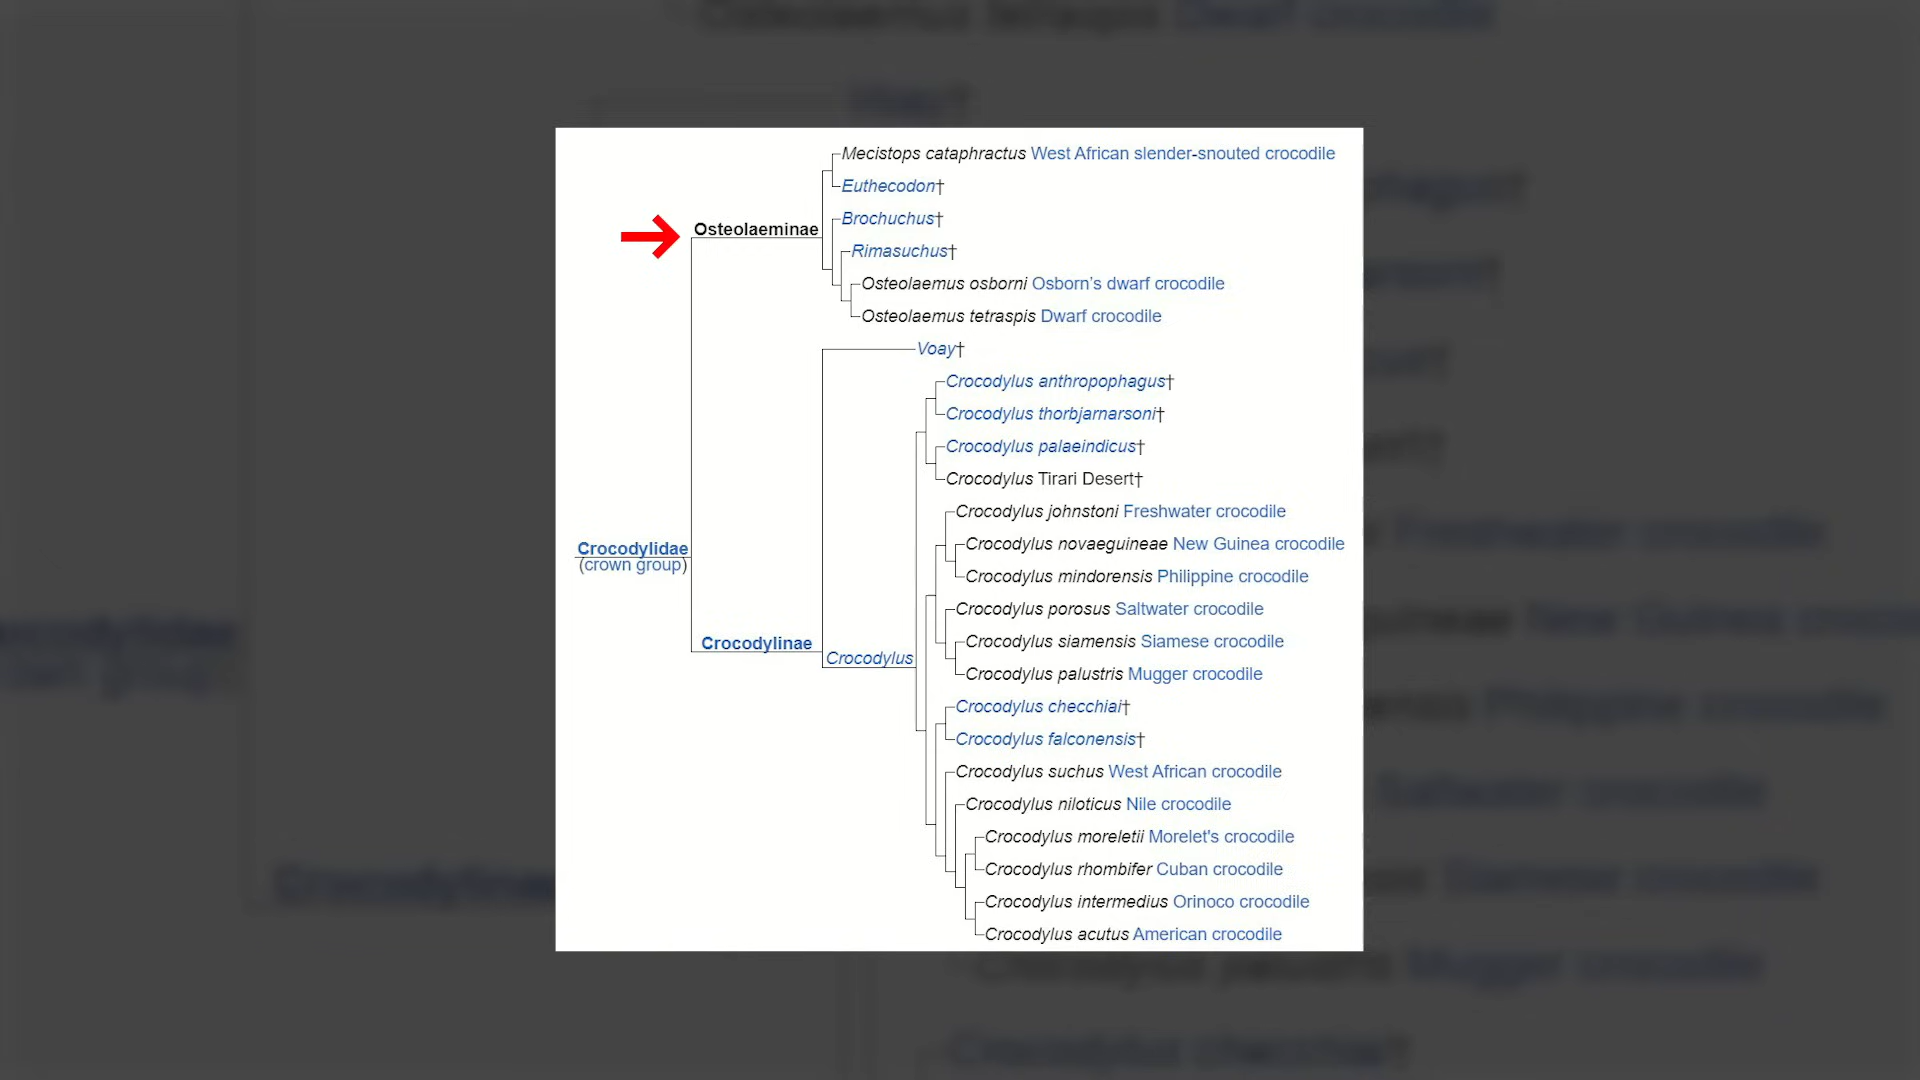 Mecistops cataphractus West African slender-snouted crocodile
Euthecodon†
Brochuchus†
Osteolaeminae
Rimasuchus†
Osteolaemus osborni Osborn's dwarf crocodile
Osteolaemus tetraspis Dwarf crocodile
Voay†
Crocodylus anthropophagus†
Crocodylus thorbjarnarsoni†
Crocodylus palaeindicus†
Crocodylus Tirari Desert†
Crocodylus johnstoni Freshwater crocodile
Crocodylus novaeguineae New Guinea crocodile
Crocodylidae
(crown group)
Crocodylus mindorensis Philippine crocodile
Crocodylus porosus Saltwater crocodile
Crocodylinae
Crocodylus siamensis Siamese crocodile
Crocodylus
Crocodylus palustris Mugger crocodile
Crocodylus checchiai†
Crocodylus falconensis†
Crocodylus suchus West African crocodile
Crocodylus niloticus Nile crocodile
Crocodylus moreletii Morelet's crocodile
Crocodylus rhombifer Cuban crocodile
Crocodylus intermedius Orinoco crocodile
Crocodylus acutus American crocodile